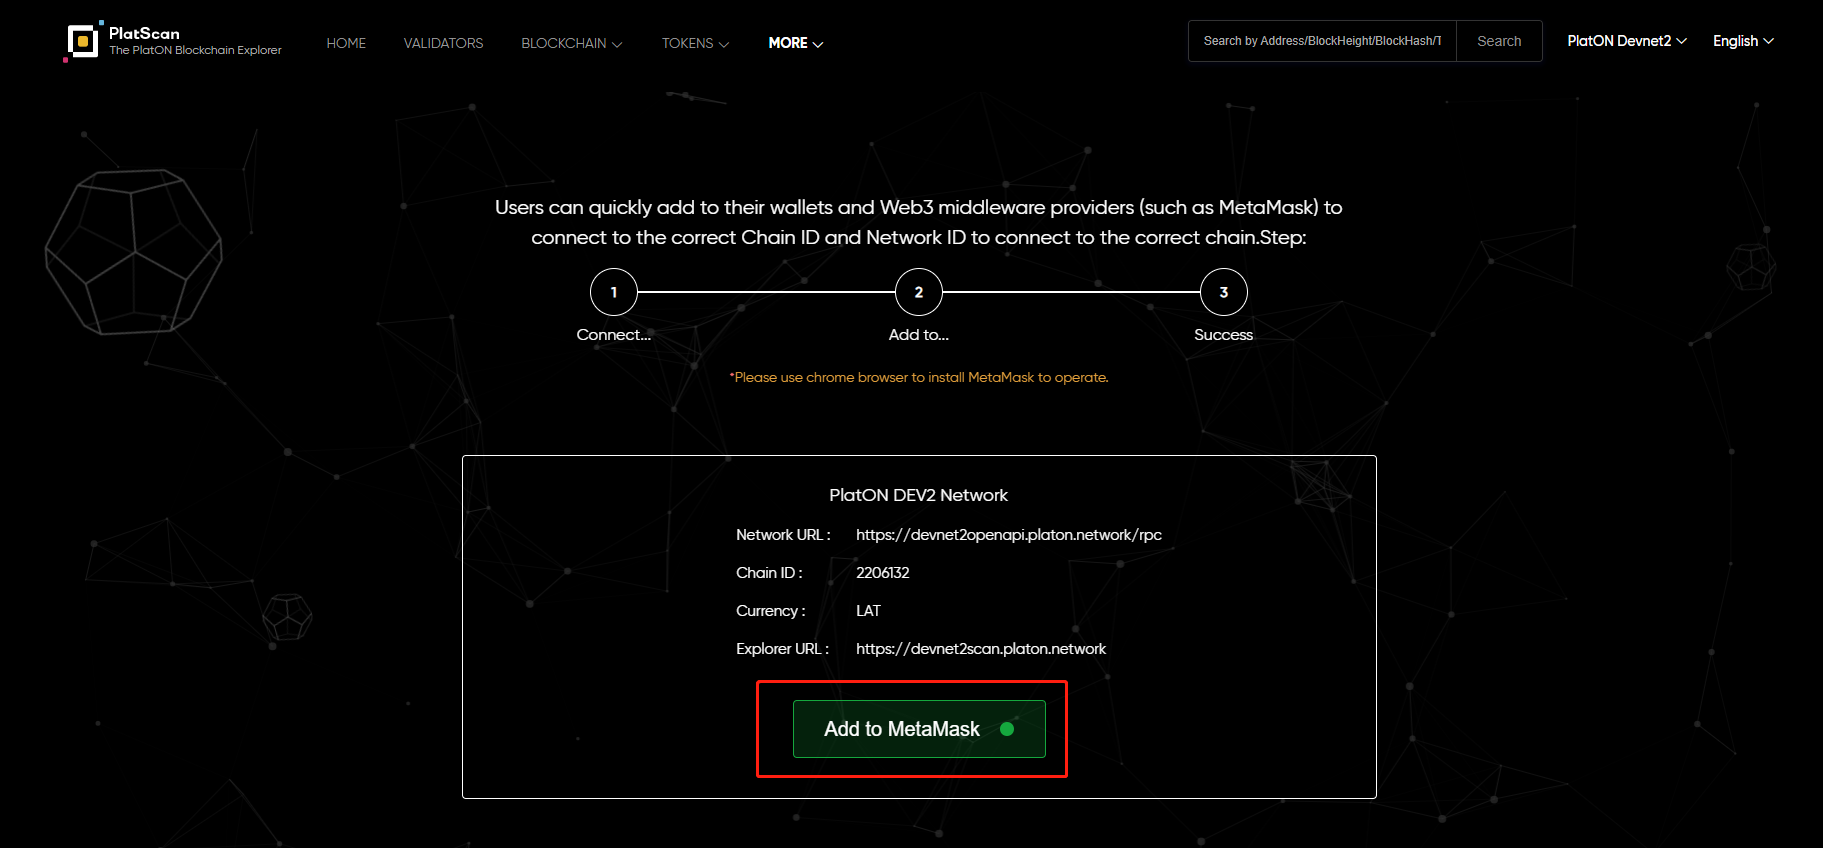 PlatScan
The PlatON Blockchain Explorer
HOME
VALIDATORS
BLOCKCHAIN
TOKENS
MORE
Search by Address/BlockHeight/BlockHash/T
Search
PlatON Devnet2
English
Users can quickly add to their wallets and Web3 middleware providers (such as MetaMask) to
connect to the correct Chain ID and Network ID to connect to the correct chain.Step:
1
2
3
Connect...
Add to...
Success
*Please use chrome browser to install MetaMask to operate.
PlatON DEV2 Network
Network URL : https://devnet2openapi.platon.network/rpc
Chain ID : 2206132
Currency : LAT
Explorer URL : https://devnet2scan.platon.network
Add to MetaMask